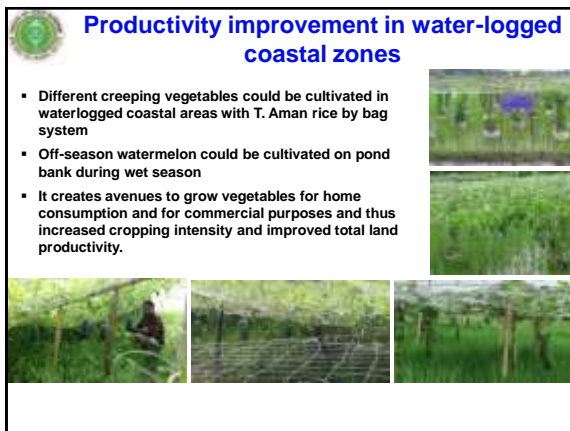 Productivity improvement in water-logged
coastal zones
▪ Different creeping vegetables could be cultivated in
waterlogged coastal areas with T. Aman rice by bag
system
▪ Off-season watermelon could be cultivated on pond
bank during wet season
▪ It creates avenues to grow vegetables for home
consumption and for commercial purposes and thus
increased cropping intensity and improved total land
productivity.